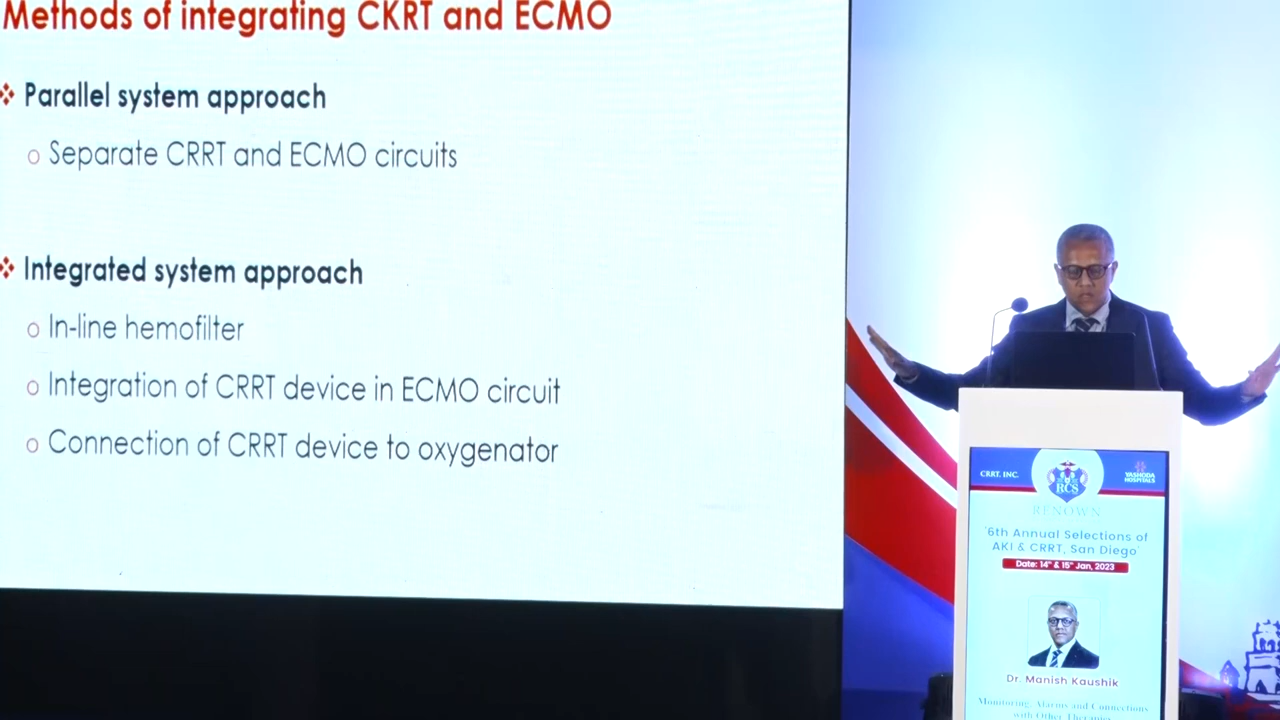 Methods of integrating CKRT and ECMO
Parallel system approach
Separate CRRT and ECMO circuits
Integrated system approach
In-line hemofilter
Integration of CRRT device in ECMO circuit
Connection of CRRT device to oxygenator
CRRT. INC.
RCS
YASHODA
HOSPITALS
RENOWN
'6th Annual Selections of
AKI & CRRT, San Diego'
Date: 14th & 15th Jan, 2023
Dr. Manish Kaushik
Monitoring, Alarms and Connections
with Other Therapies